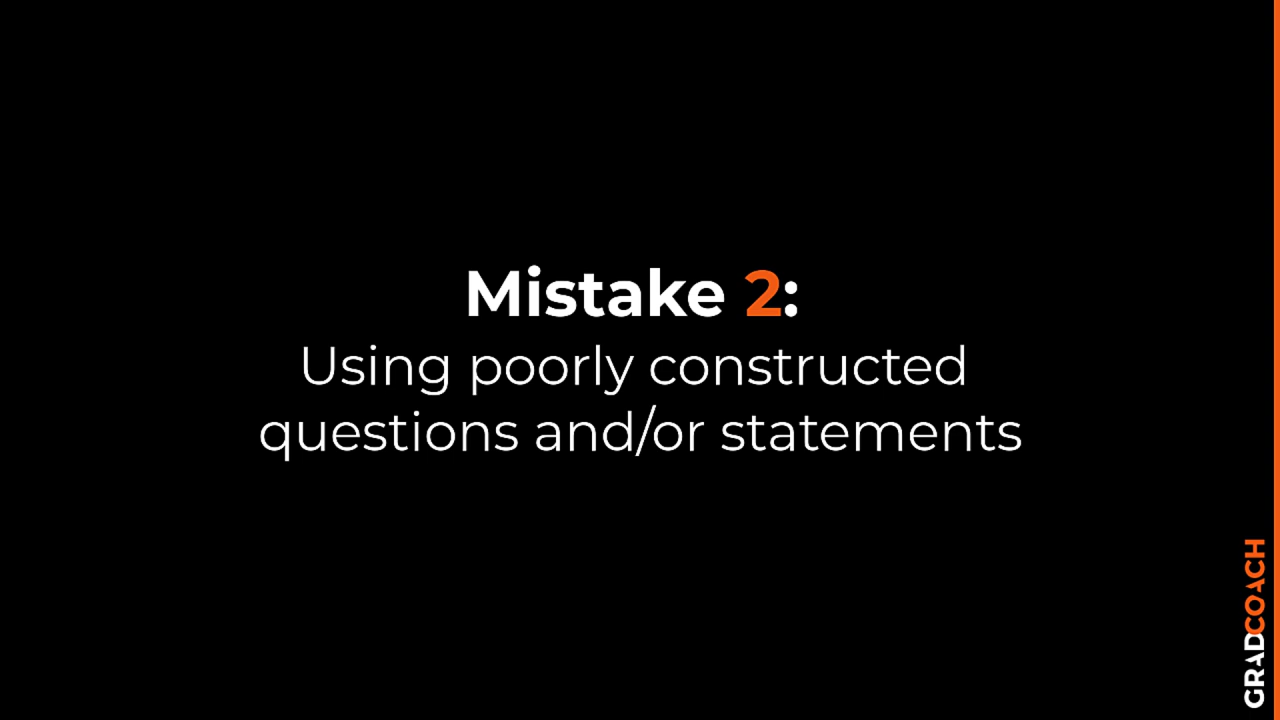 Mistake 2:
Using poorly constructed
questions and/or statements
GRADCOACH